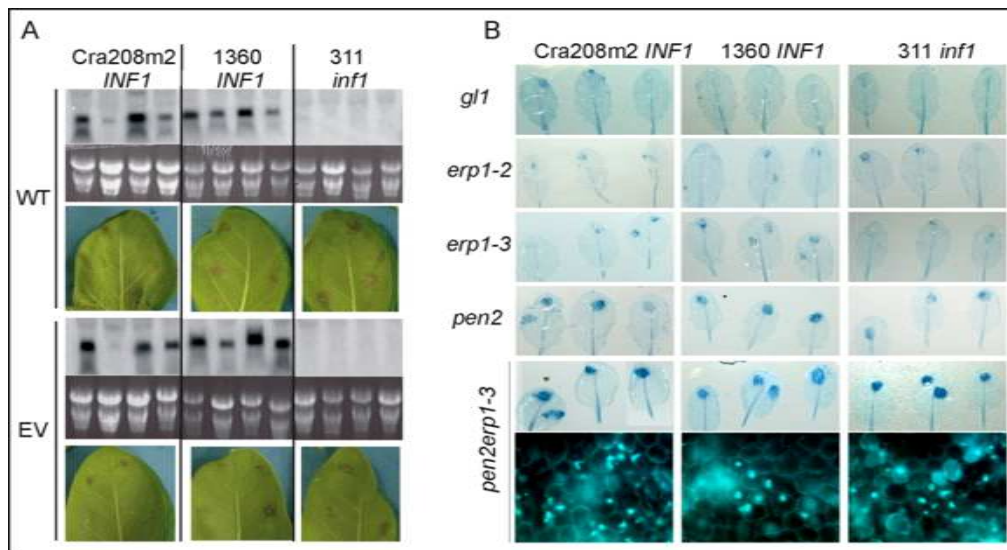 A
Cra208m2 1360 311
INF1 INF1 inf1
WT
EV
B
Cra208m2 INF1 1360 INF1 311 inf1
gl1
erp1-2
erp1-3
pen2
pen2erp1-3